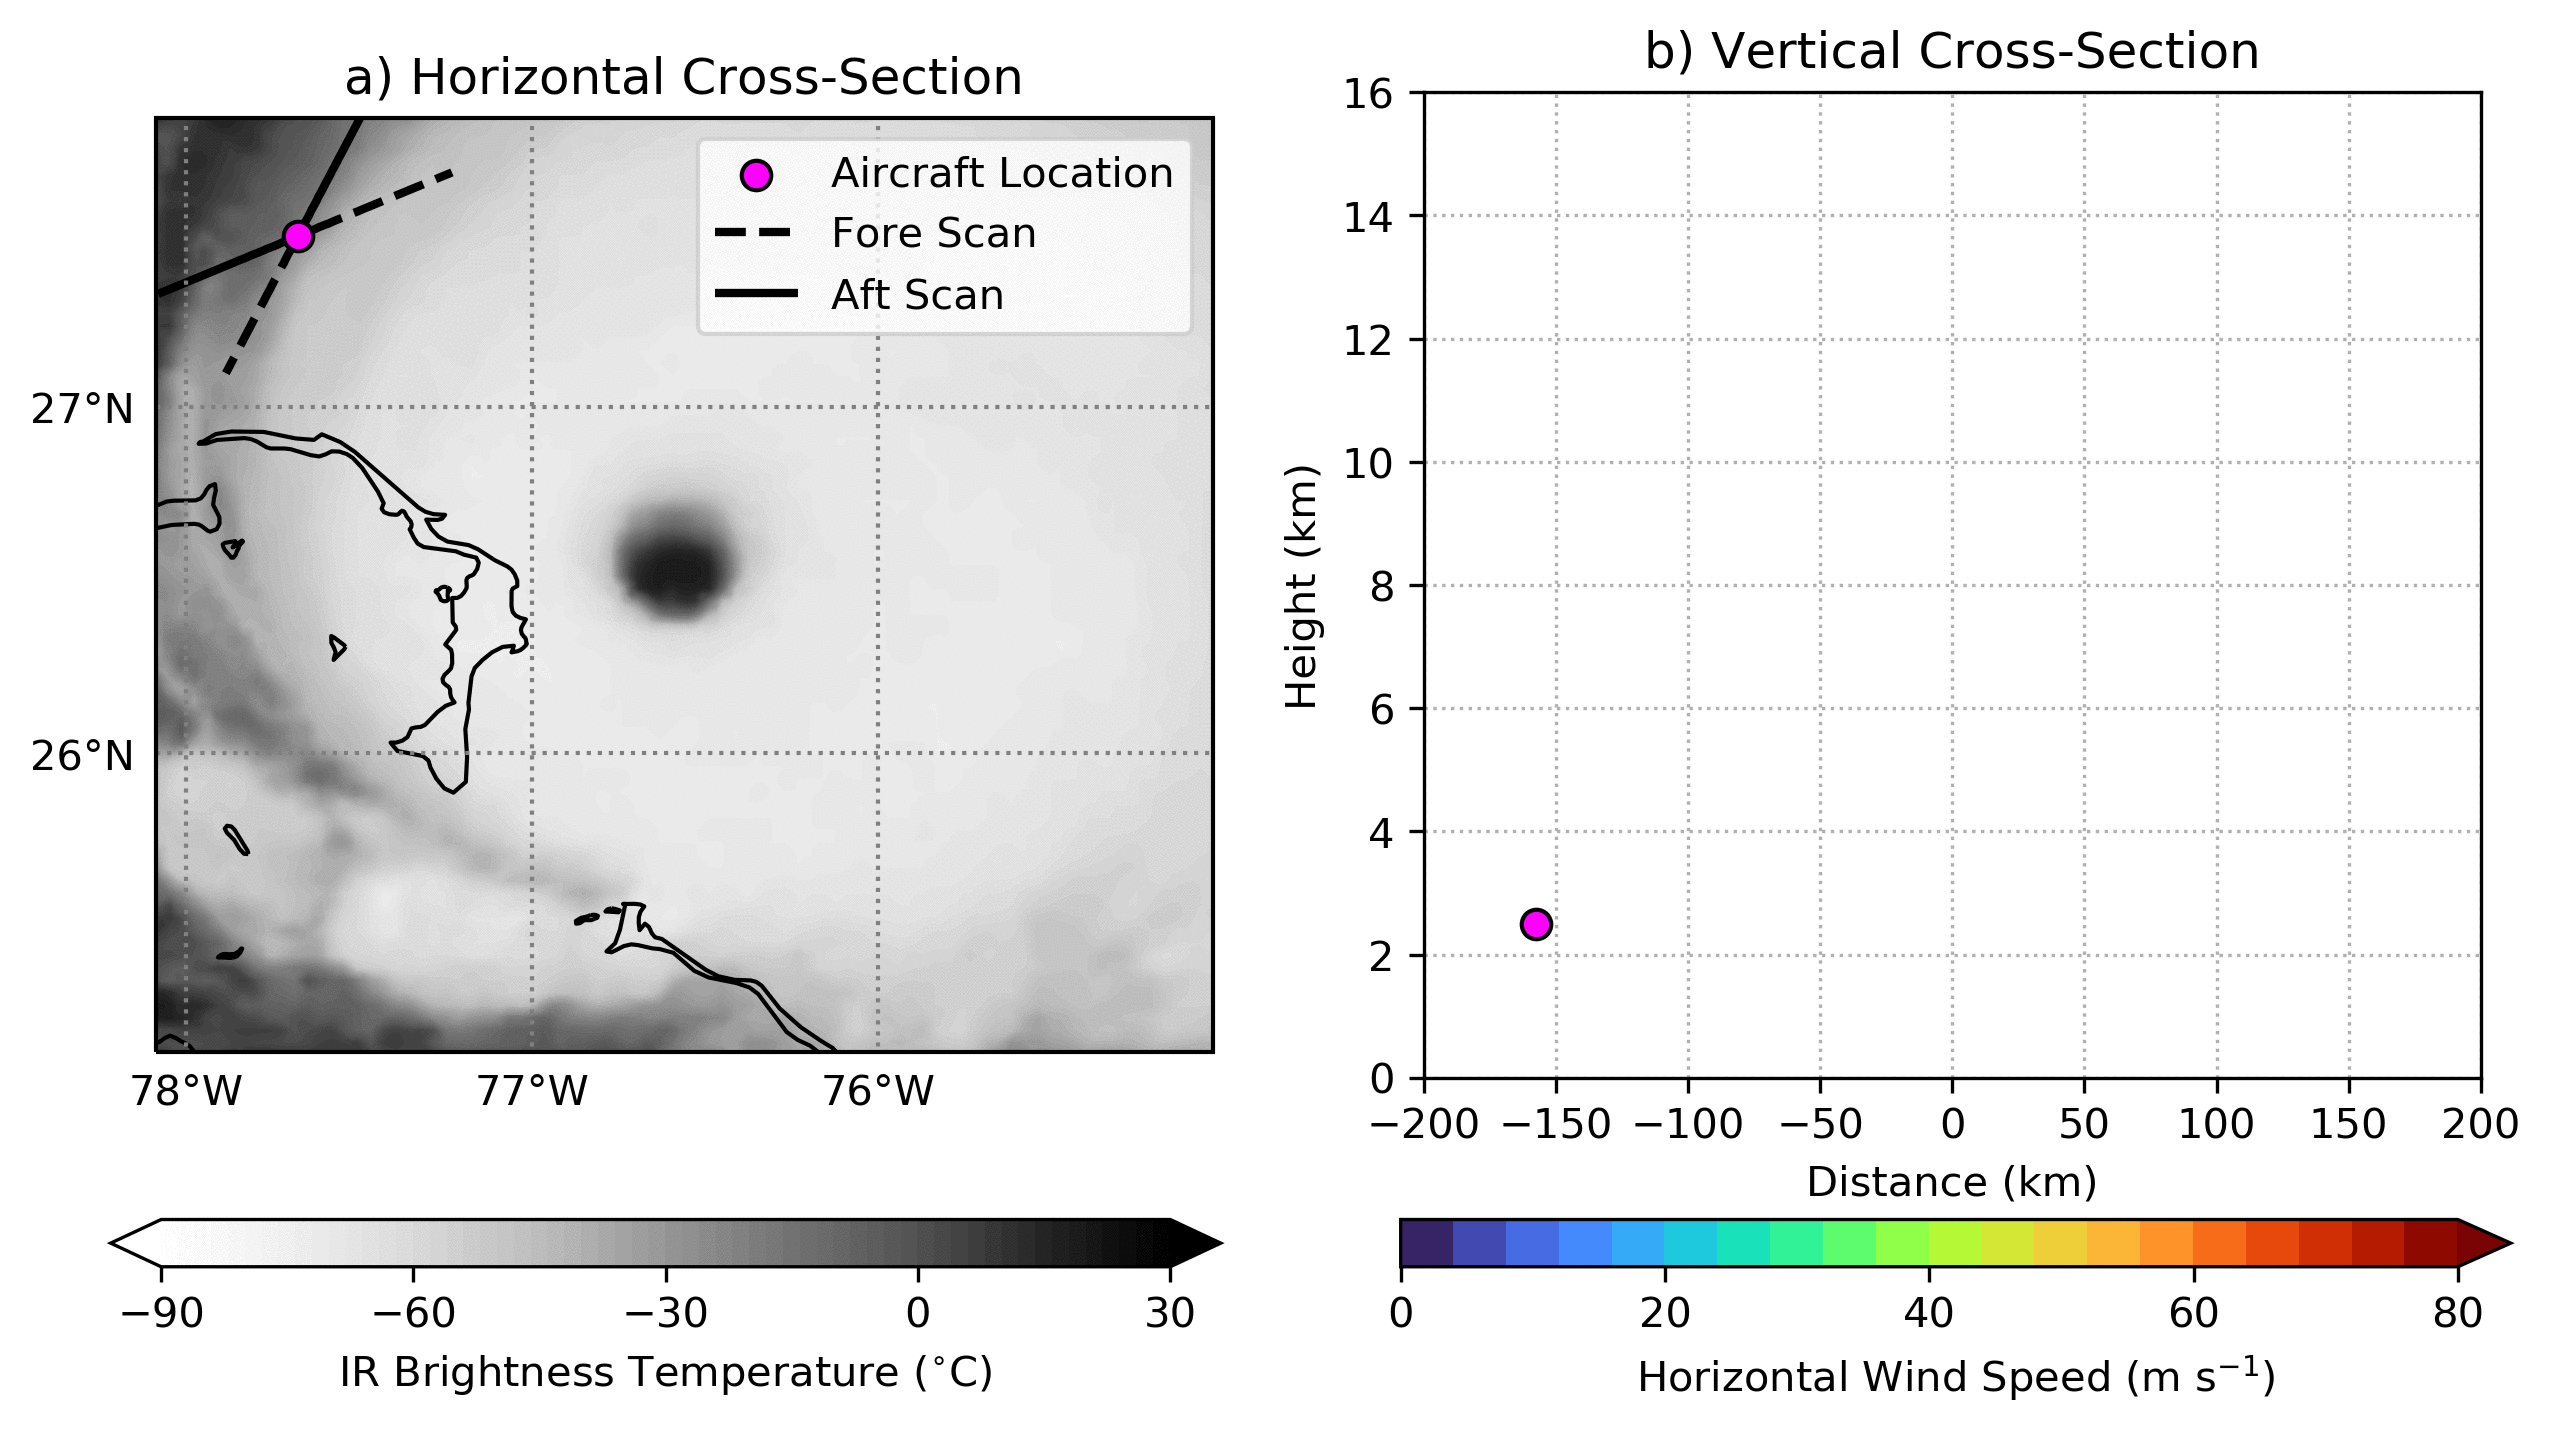 a) Horizontal Cross-Section
Aircraft Location
Fore Scan
Aft Scan
27°N
26°N
78°W 77°W 76°W
−90 −60 −30 0 30
IR Brightness Temperature (°C)
b) Vertical Cross-Section
16
14
12
10
8
6
4
2
0
Height (km)
−200 −150 −100 −50 0 50 100 150 200
Distance (km)
0 20 40 60 80
Horizontal Wind Speed (m s⁻¹)